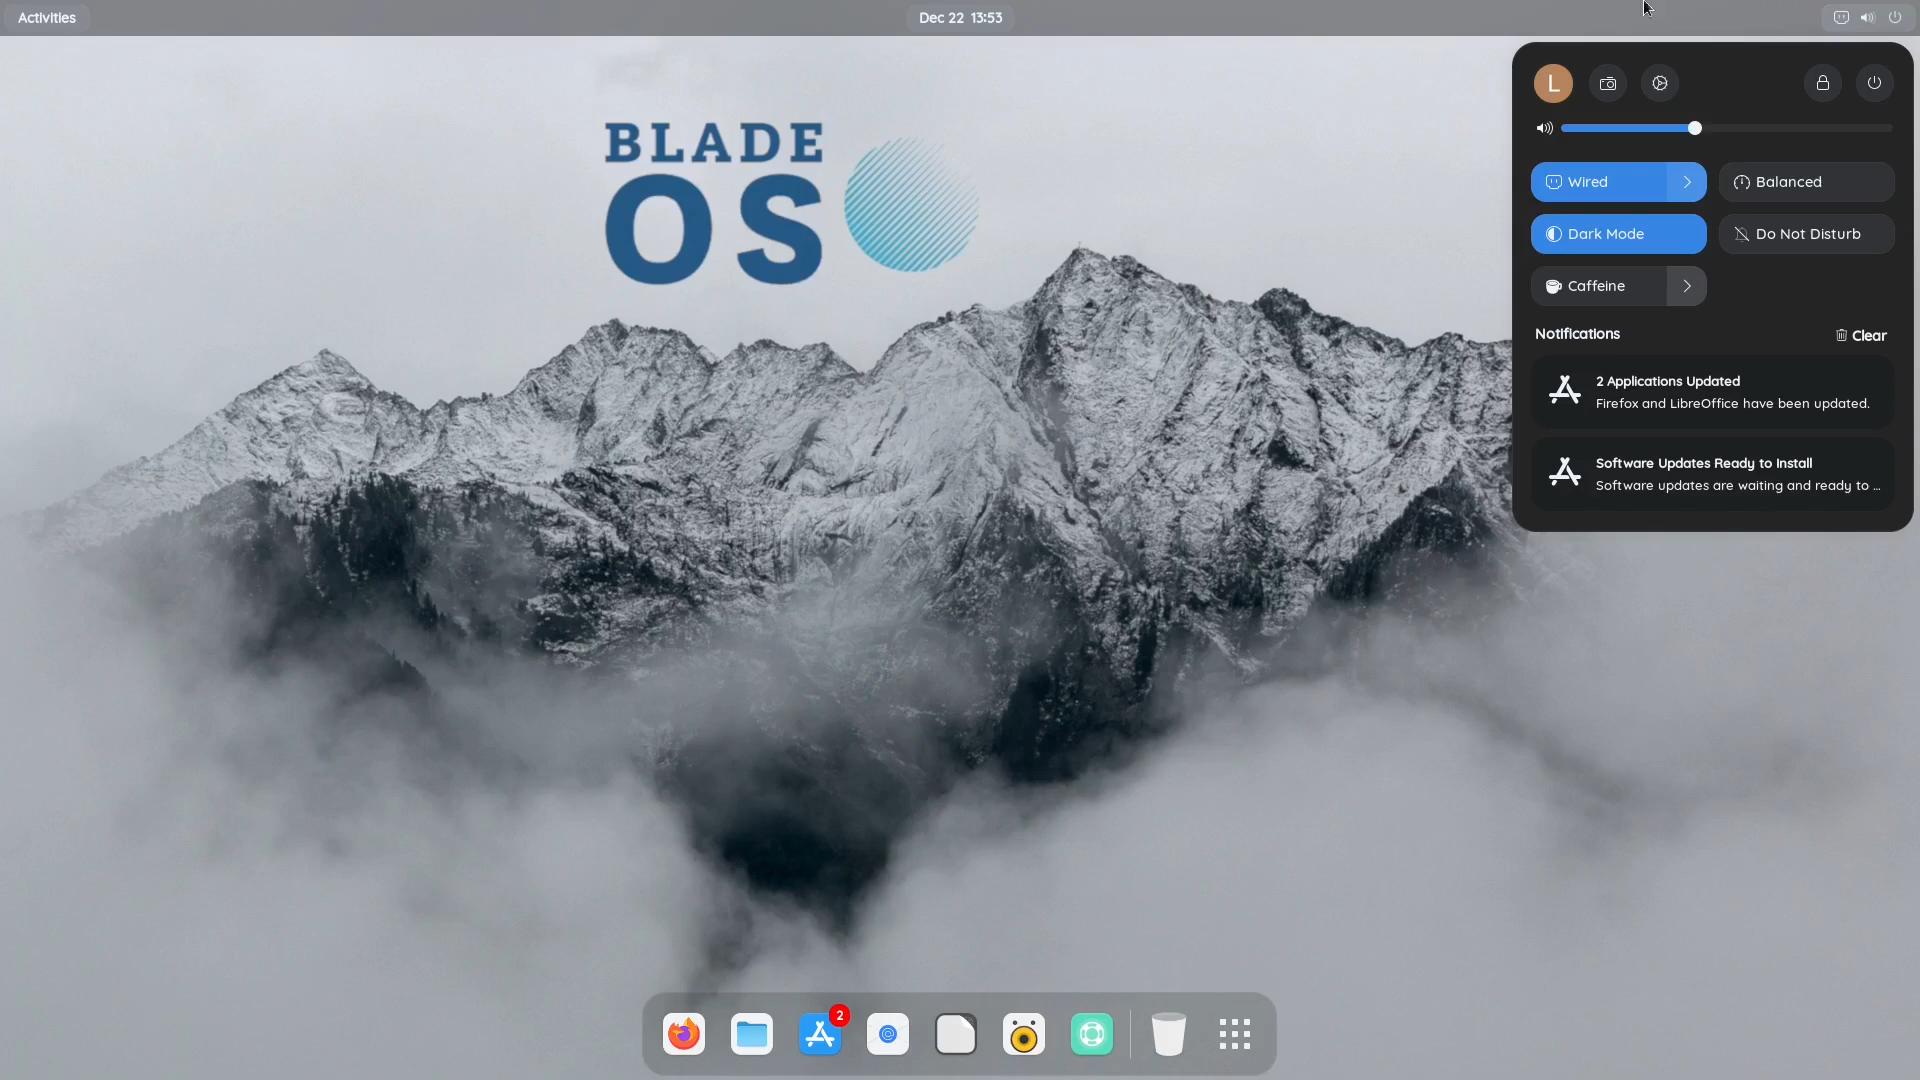 Activities
Dec 22 13:53
BLADE
OS
L
Wired
Balanced
Dark Mode
Do Not Disturb
Caffeine
Notifications
Clear
2 Applications Updated
Firefox and LibreOffice have been updated.
Software Updates Ready to Install
Software updates are waiting and ready to ...
2